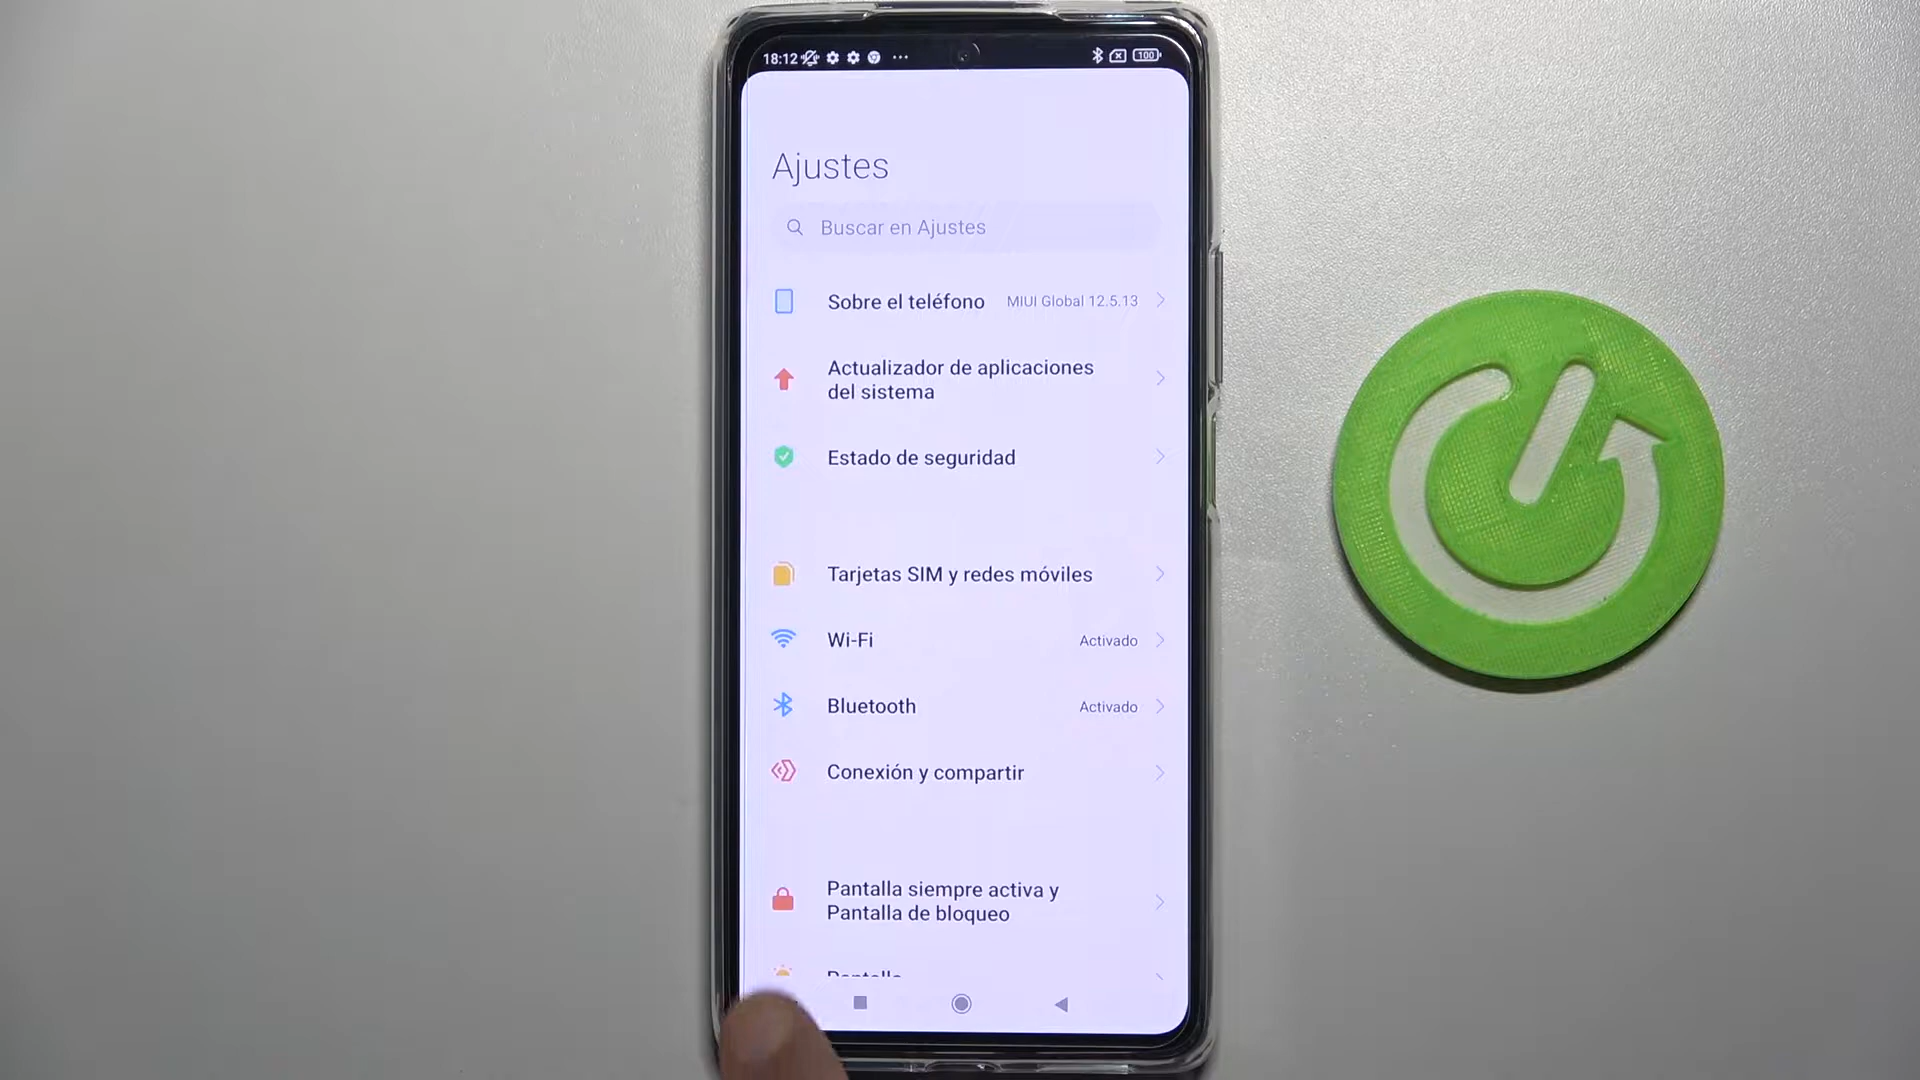 18:12
100
Ajustes
Buscar en Ajustes
Sobre el teléfono MIUI Global 12.5.13
Actualizador de aplicaciones
del sistema
Estado de seguridad
Tarjetas SIM y redes móviles
Wi-Fi Activado
Bluetooth Activado
Conexión y compartir
Pantalla siempre activa y
Pantalla de bloqueo
Pantalla